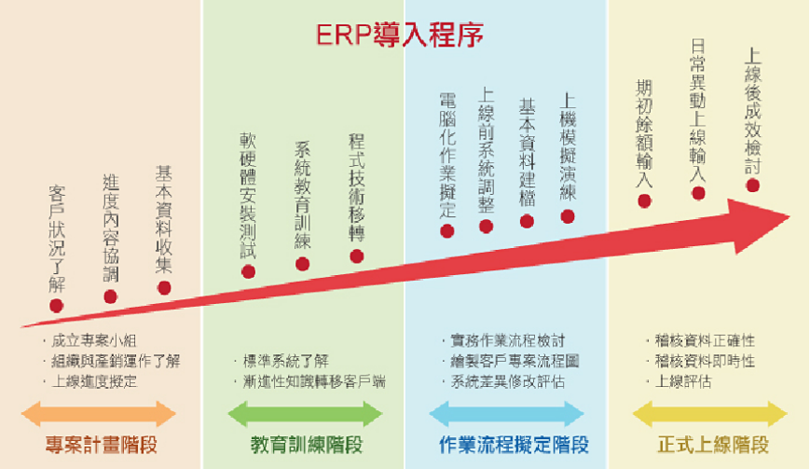 ERP導入程序
客戶狀況了解
進度內容協調
基本資料收集
軟硬體安裝測試
系統教育訓練
程式技術移轉
電腦化作業擬定
上線前系統調整
基本資料建檔
上機模擬演練
期初餘額輸入
日常異動上線輸入
上線後成效檢討
·成立專案小組
·組織與產銷運作了解
·上線進度擬定
·標準系統了解
·漸進性知識轉移客戶端
·實務作業流程檢討
·繪製客戶專案流程圖
·系統差異修改評估
·稽核資料正確性
·稽核資料即時性
·上線評估
專案計畫階段
教育訓練階段
作業流程擬定階段
正式上線階段